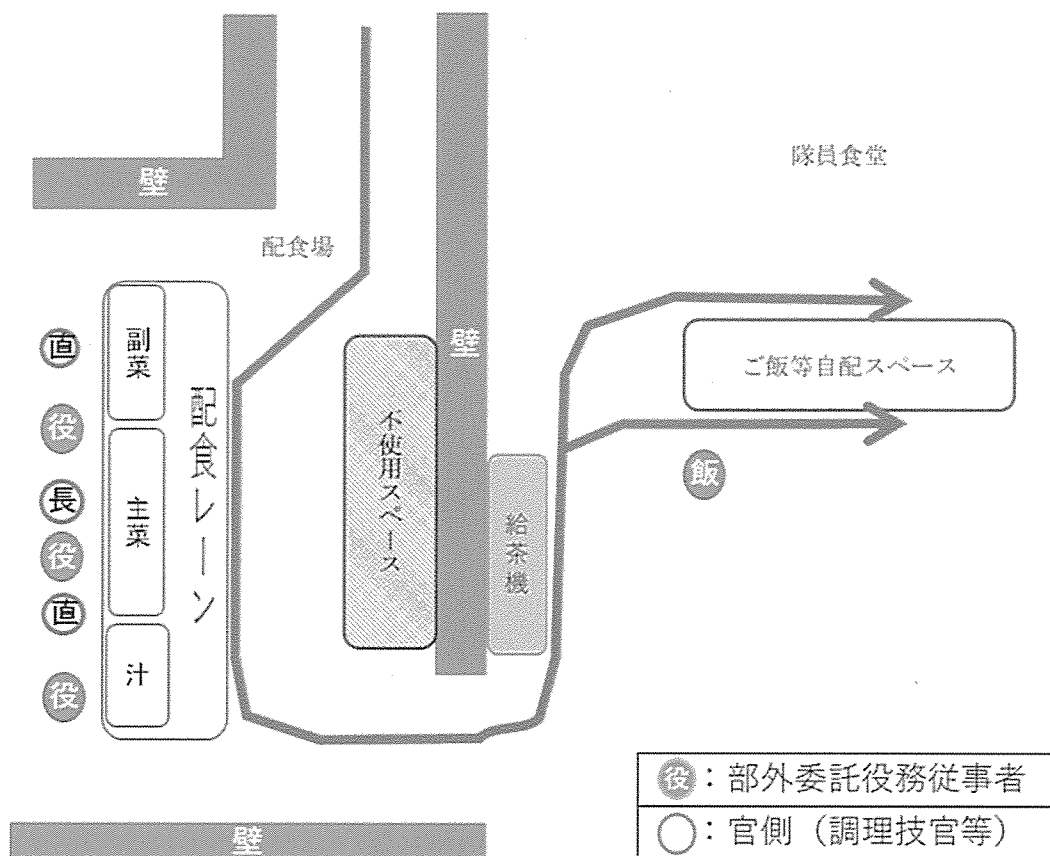 壁
隊員食堂
配食場
直
副菜
役
長
主菜
役
直
汁
役
配食レーン
不使用スペース
壁
給茶機
ご飯等自配スペース
飯
役：部外委託役務従事者
○：官側（調理技官等）
壁